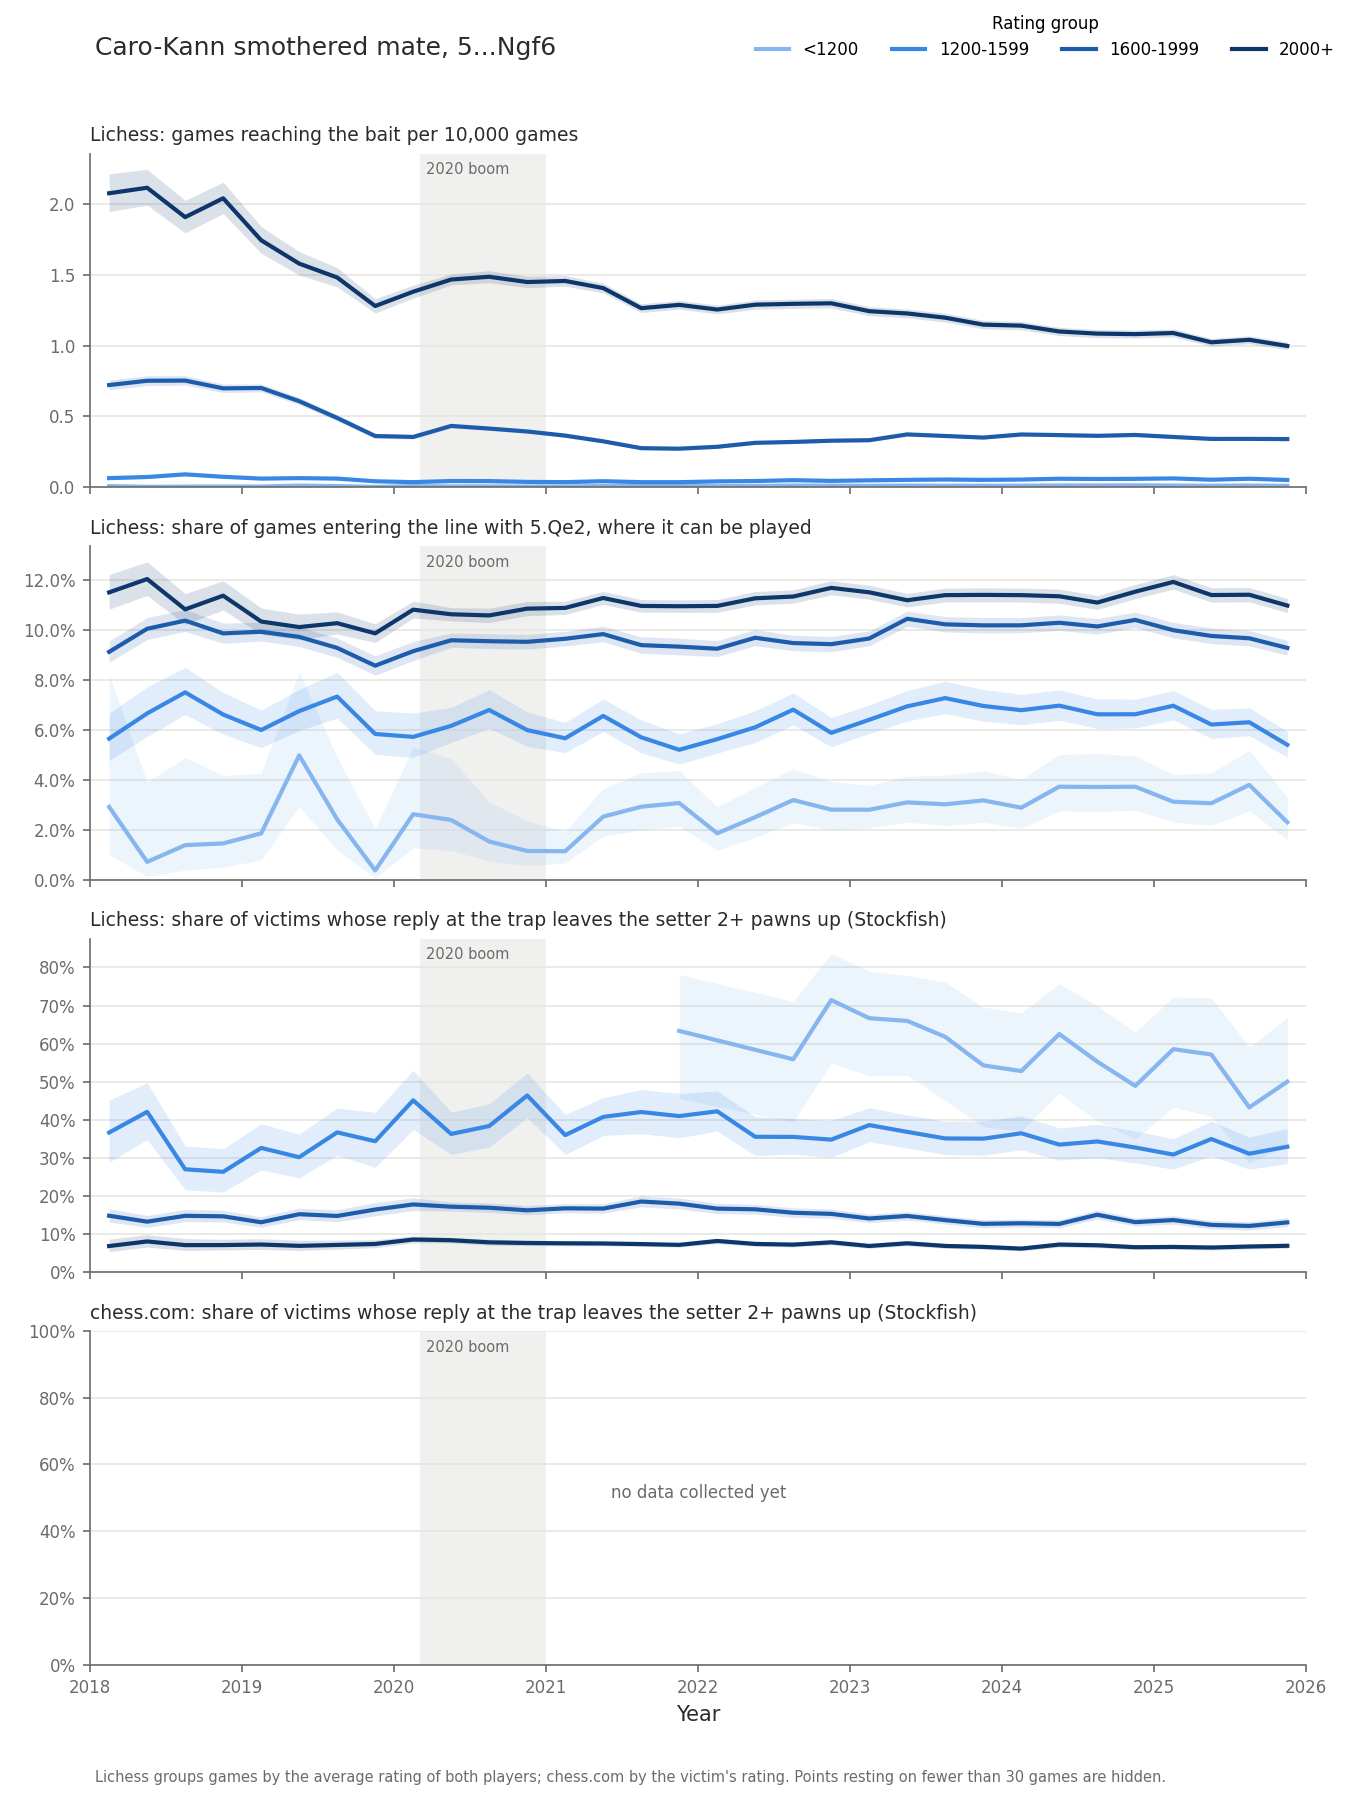 Caro-Kann smothered mate, 5...Ngf6
Rating group
<1200 1200-1599 1600-1999 2000+
Lichess: games reaching the bait per 10,000 games
2020 boom
2.0
1.5
1.0
0.5
0.0
Lichess: share of games entering the line with 5.Qe2, where it can be played
2020 boom
12.0%
10.0%
8.0%
6.0%
4.0%
2.0%
0.0%
Lichess: share of victims whose reply at the trap leaves the setter 2+ pawns up (Stockfish)
2020 boom
80%
70%
60%
50%
40%
30%
20%
10%
0%
chess.com: share of victims whose reply at the trap leaves the setter 2+ pawns up (Stockfish)
100%
2020 boom
80%
60%
no data collected yet
40%
20%
0%
2018 2019 2020 2021 2022 2023 2024 2025 2026
Year
Lichess groups games by the average rating of both players; chess.com by the victim's rating. Points resting on fewer than 30 games are hidden.